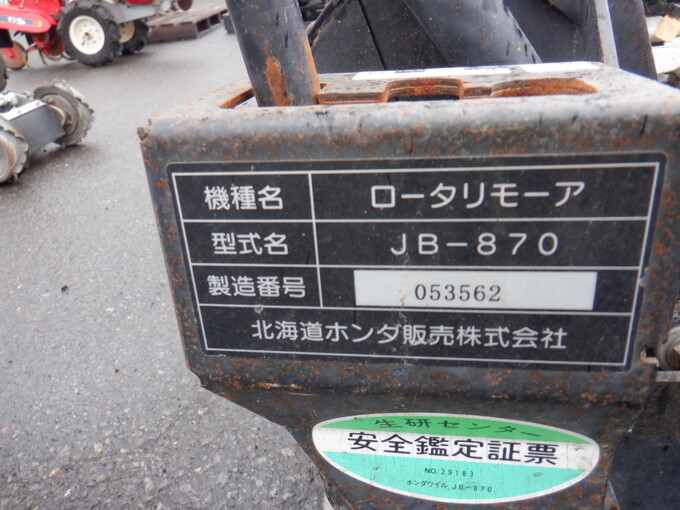 機種名 ロータリモーア
型式名 JB-870
製造番号 053562
北海道ホンダ販売株式会社
生研センター
安全鑑定証票
NO.29183
ホンダウイル JB-870